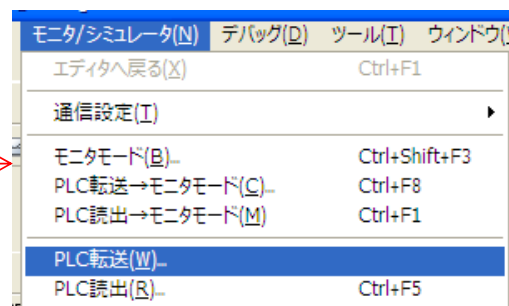 モニタ/シミュレータ(N) デバッグ(D) ツール(T) ウィンドウ(
エディタへ戻る(X) Ctrl+F1
通信設定(T)
モニタモード(B)... Ctrl+Shift+F3
PLC転送→モニタモード(C)... Ctrl+F8
PLC読出→モニタモード(M) Ctrl+F1
PLC転送(W)...
PLC読出(R)... Ctrl+F5